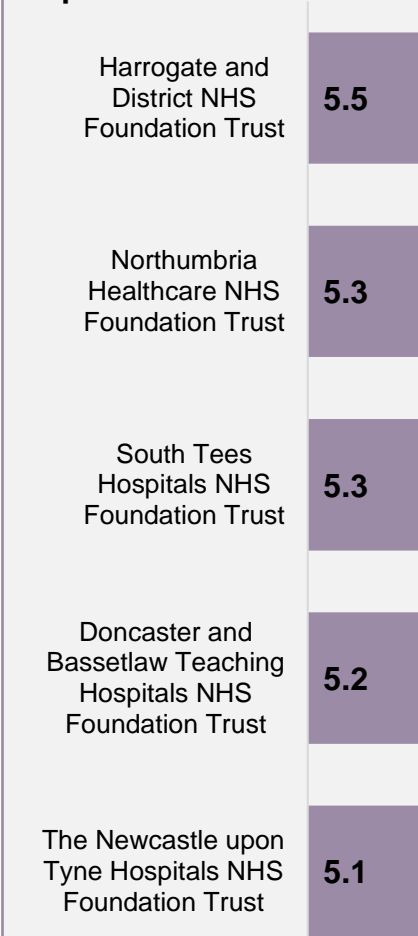 Harrogate and
District NHS
Foundation Trust
5.5
Northumbria
Healthcare NHS
Foundation Trust
5.3
South Tees
Hospitals NHS
Foundation Trust
5.3
Doncaster and
Bassetlaw Teaching
Hospitals NHS
Foundation Trust
5.2
The Newcastle upon
Tyne Hospitals NHS
Foundation Trust
5.1